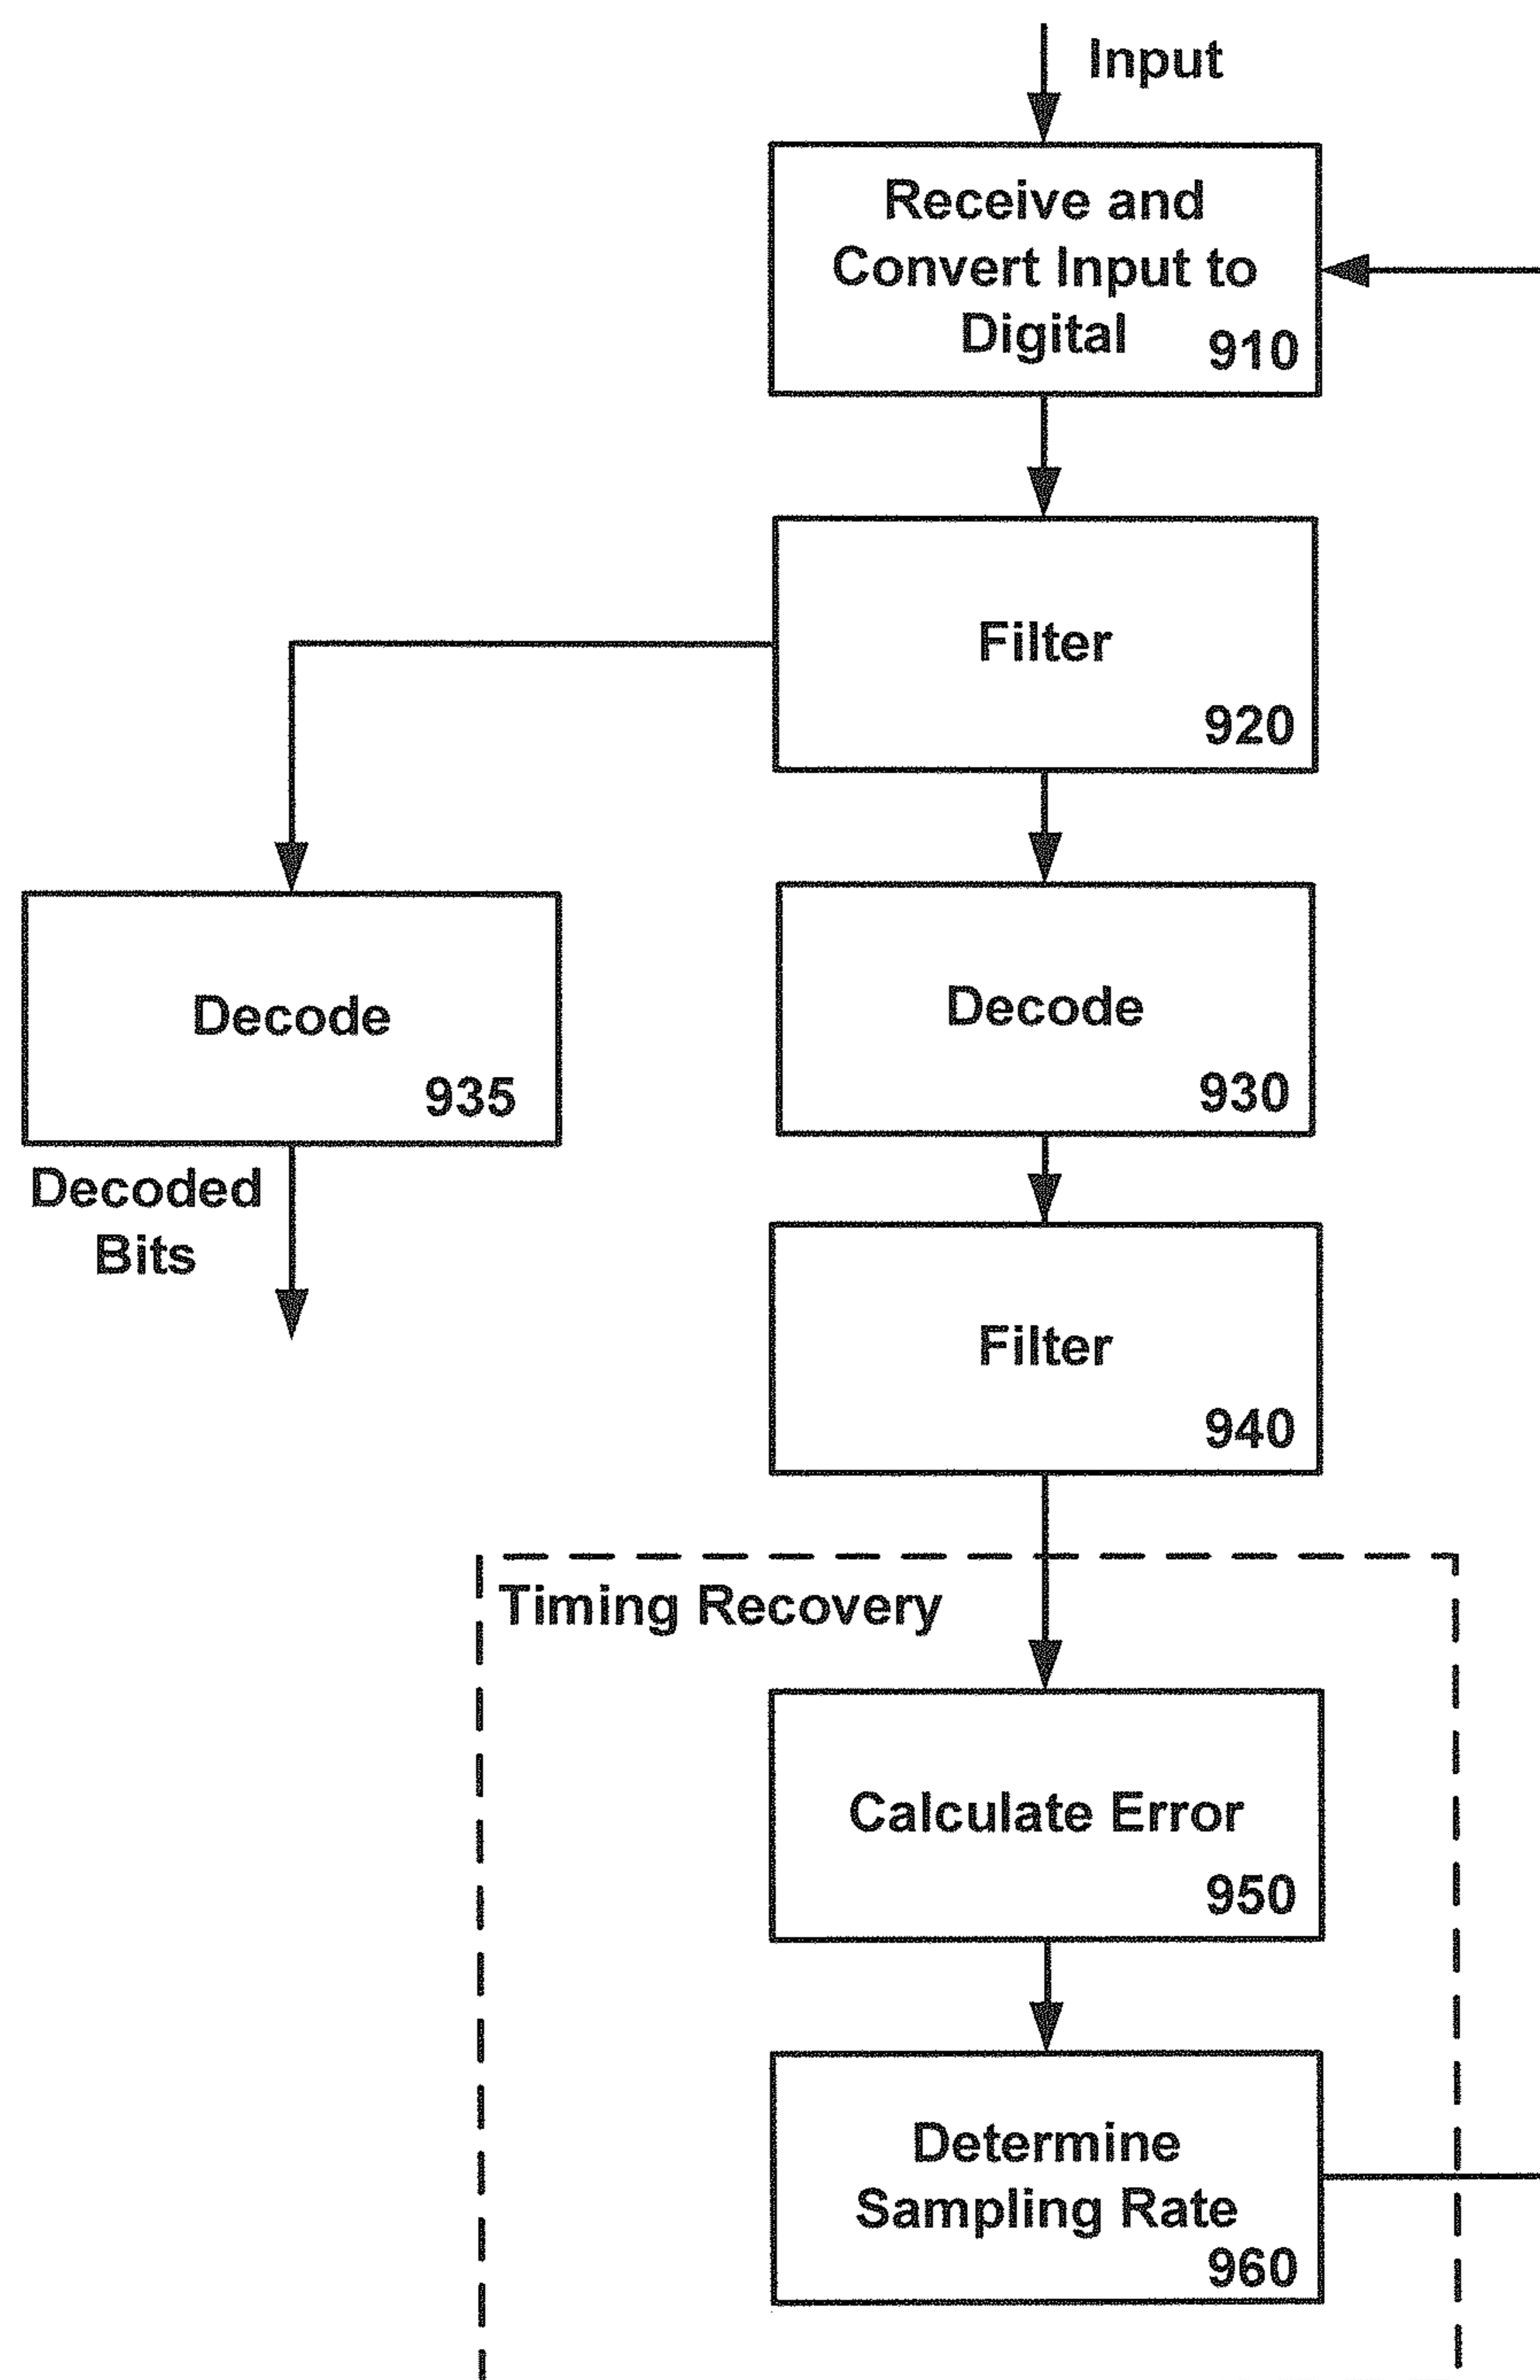 Input
Receive and
Convert Input to
Digital
910
Filter
920
Decode
935
Decode
930
Decoded
Bits
Filter
940
Timing Recovery
Calculate Error
950
Determine
Sampling Rate
960